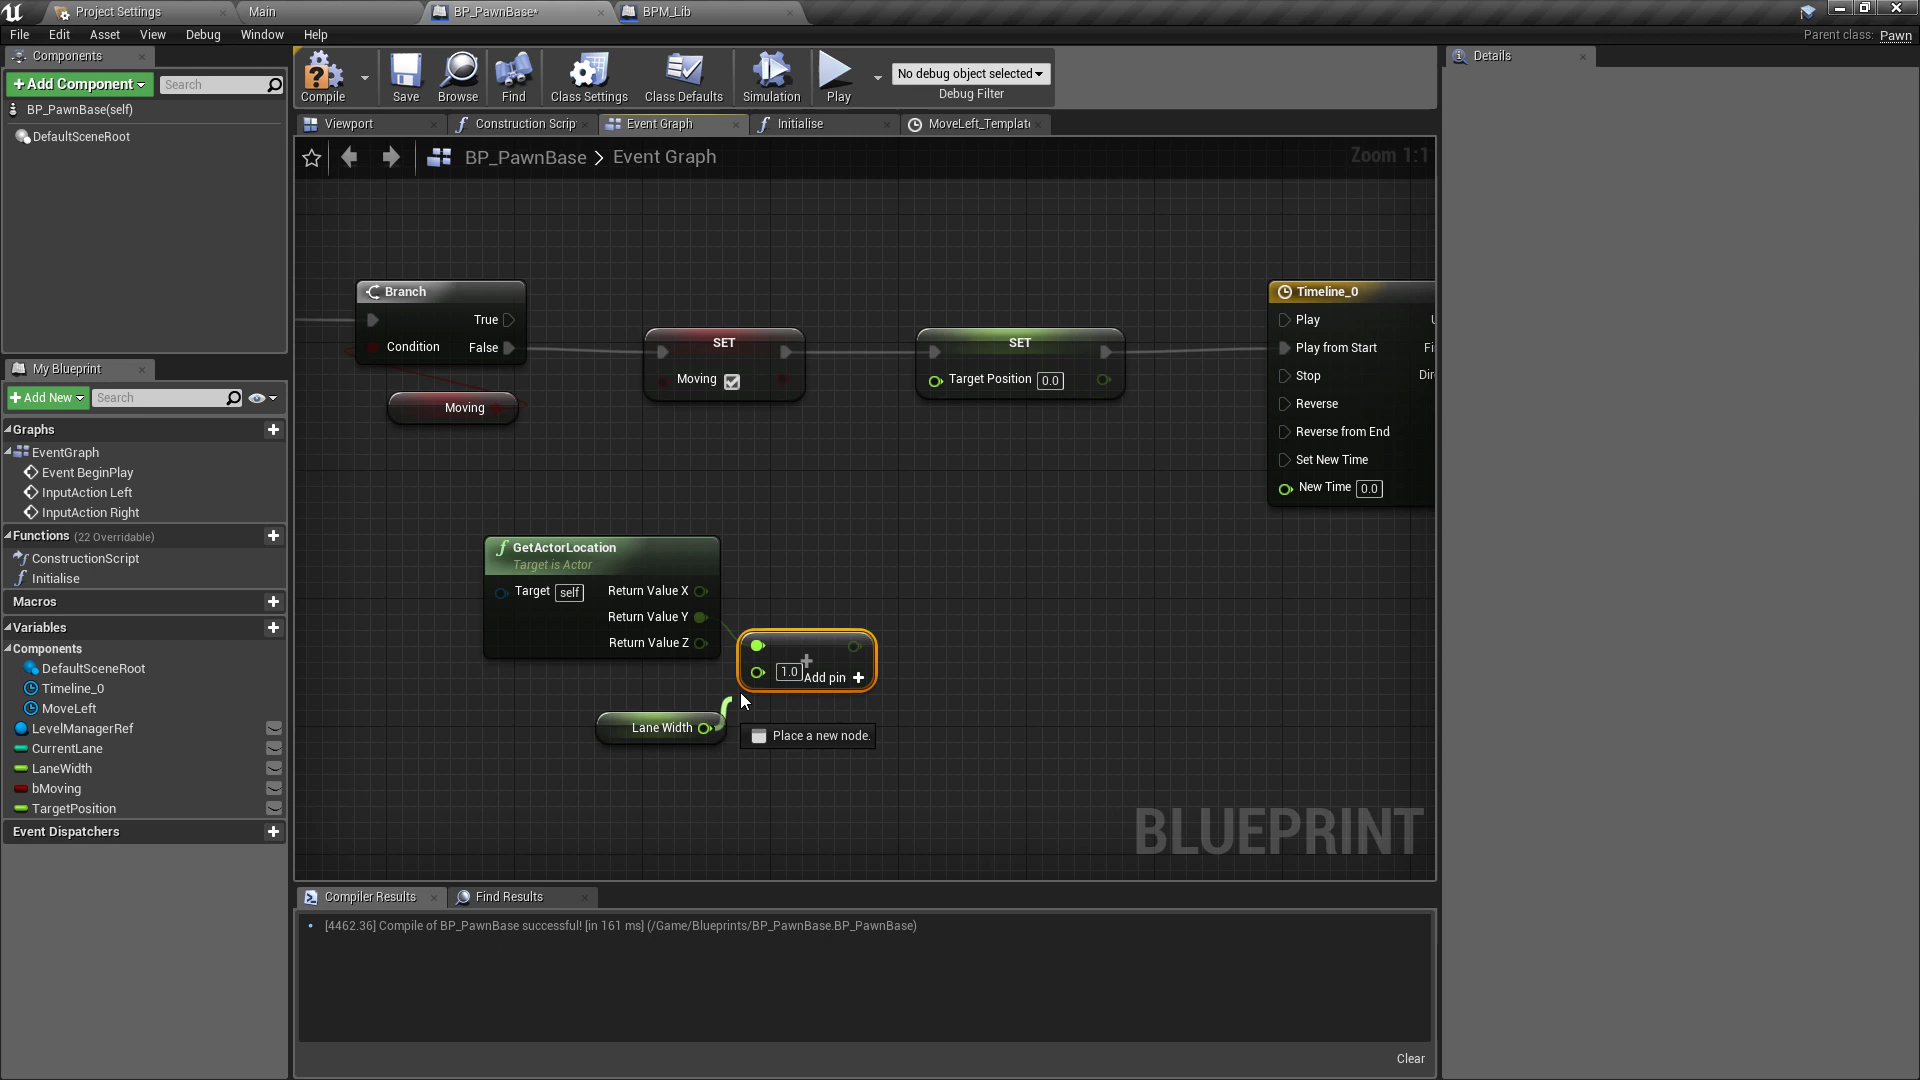 Project Settings
Main
BP_PawnBase*
BPM_Lib
File Edit Asset View Debug Window Help
Parent class: Pawn
Components
+Add Component
Search
BP_PawnBase(self)
DefaultSceneRoot
Compile
Save
Browse
Find
Class Settings
Class Defaults
Simulation
Play
No debug object selected
Debug Filter
Details
Viewport
Construction Scrip
Event Graph
Initialise
MoveLeft_Templat
BP_PawnBase > Event Graph
Zoom 1:1
My Blueprint
+Add New
Search
Graphs
EventGraph
Event BeginPlay
InputAction Left
InputAction Right
Functions (22 Overridable)
ConstructionScript
Initialise
Macros
Variables
Components
DefaultSceneRoot
Timeline_0
MoveLeft
LevelManagerRef
CurrentLane
LaneWidth
bMoving
TargetPosition
Event Dispatchers
Branch
True
Condition
False
Moving
SET
Moving
SET
Target Position 0.0
Timeline_0
Play
Play from Start
Fi
Stop
Dir
Reverse
Reverse from End
Set New Time
New Time 0.0
GetActorLocation
Target is Actor
Target self
Return Value X
Return Value Y
Return Value Z
1.0
Add pin +
Lane Width
Place a new node.
BLUEPRINT
Compiler Results
Find Results
[4462.36] Compile of BP_PawnBase successful! [in 161 ms] (/Game/Blueprints/BP_PawnBase.BP_PawnBase)
Clear